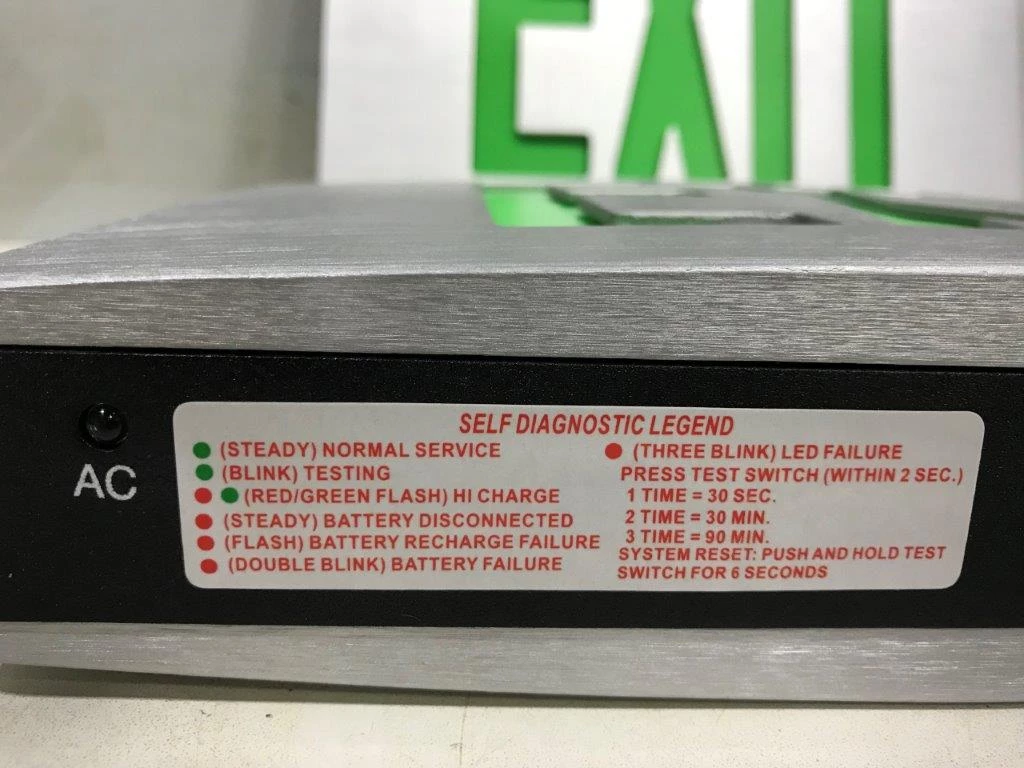 EXIT
AC
SELF DIAGNOSTIC LEGEND
(STEADY) NORMAL SERVICE
(BLINK) TESTING
(RED/GREEN FLASH) HI CHARGE
(STEADY) BATTERY DISCONNECTED
(FLASH) BATTERY RECHARGE FAILURE
(DOUBLE BLINK) BATTERY FAILURE
(THREE BLINK) LED FAILURE
PRESS TEST SWITCH (WITHIN 2 SEC.)
1 TIME = 30 SEC.
2 TIME = 30 MIN.
3 TIME = 90 MIN.
SYSTEM RESET: PUSH AND HOLD TEST
SWITCH FOR 6 SECONDS